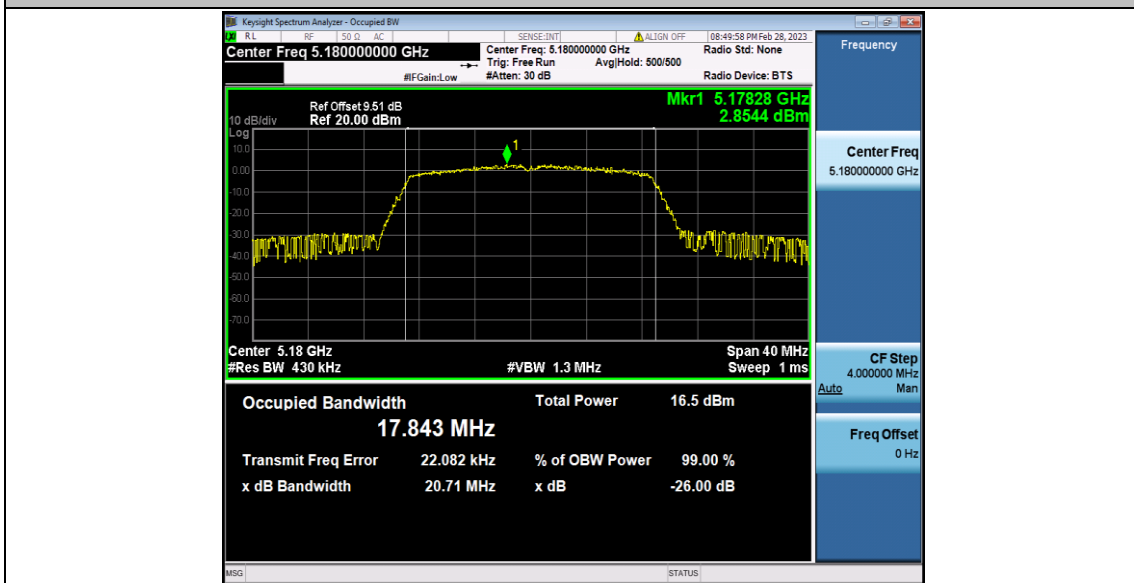 Keysight Spectrum Analyzer - Occupied BW
RL RF 50 Ω AC SENSE:INT ALIGN OFF 08:49:58 PM Feb 28, 2023
Center Freq 5.180000000 GHz
Center Freq: 5.180000000 GHz
Radio Std: None
Trig: Free Run Avg|Hold: 500/500
#IFGain:Low
#Atten: 30 dB
Radio Device: BTS
Frequency
Ref Offset 9.51 dB
10 dB/div Ref 20.00 dBm
Mkr1 5.17828 GHz
2.8544 dBm
Log
10.0
0.00
-10.0
-20.0
-30.0
-40.0
-50.0
-60.0
-70.0
1
Center 5.18 GHz
Span 40 MHz
#Res BW 430 kHz
#VBW 1.3 MHz
Sweep 1 ms
Occupied Bandwidth
17.843 MHz
Total Power 16.5 dBm
Transmit Freq Error 22.082 kHz
% of OBW Power 99.00 %
x dB Bandwidth 20.71 MHz
x dB -26.00 dB
Center Freq
5.180000000 GHz
CF Step
4.000000 MHz
Auto Man
Freq Offset
0 Hz
MSG STATUS